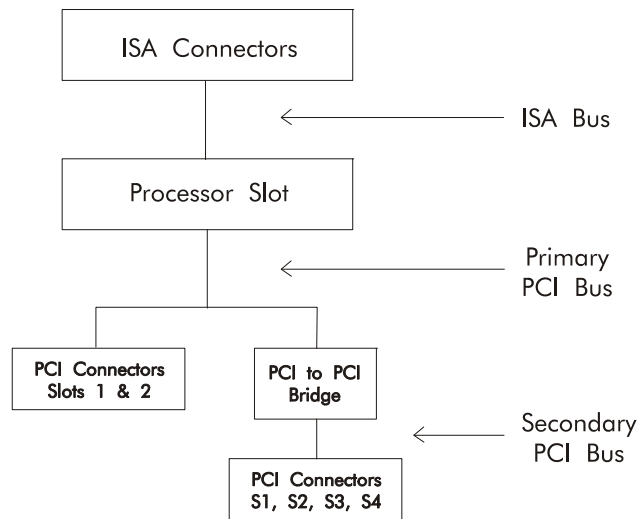 ISA Connectors
ISA Bus
Processor Slot
Primary
PCI Bus
PCI Connectors
Slots 1 & 2
PCI to PCI
Bridge
Secondary
PCI Bus
PCI Connectors
S1, S2, S3, S4